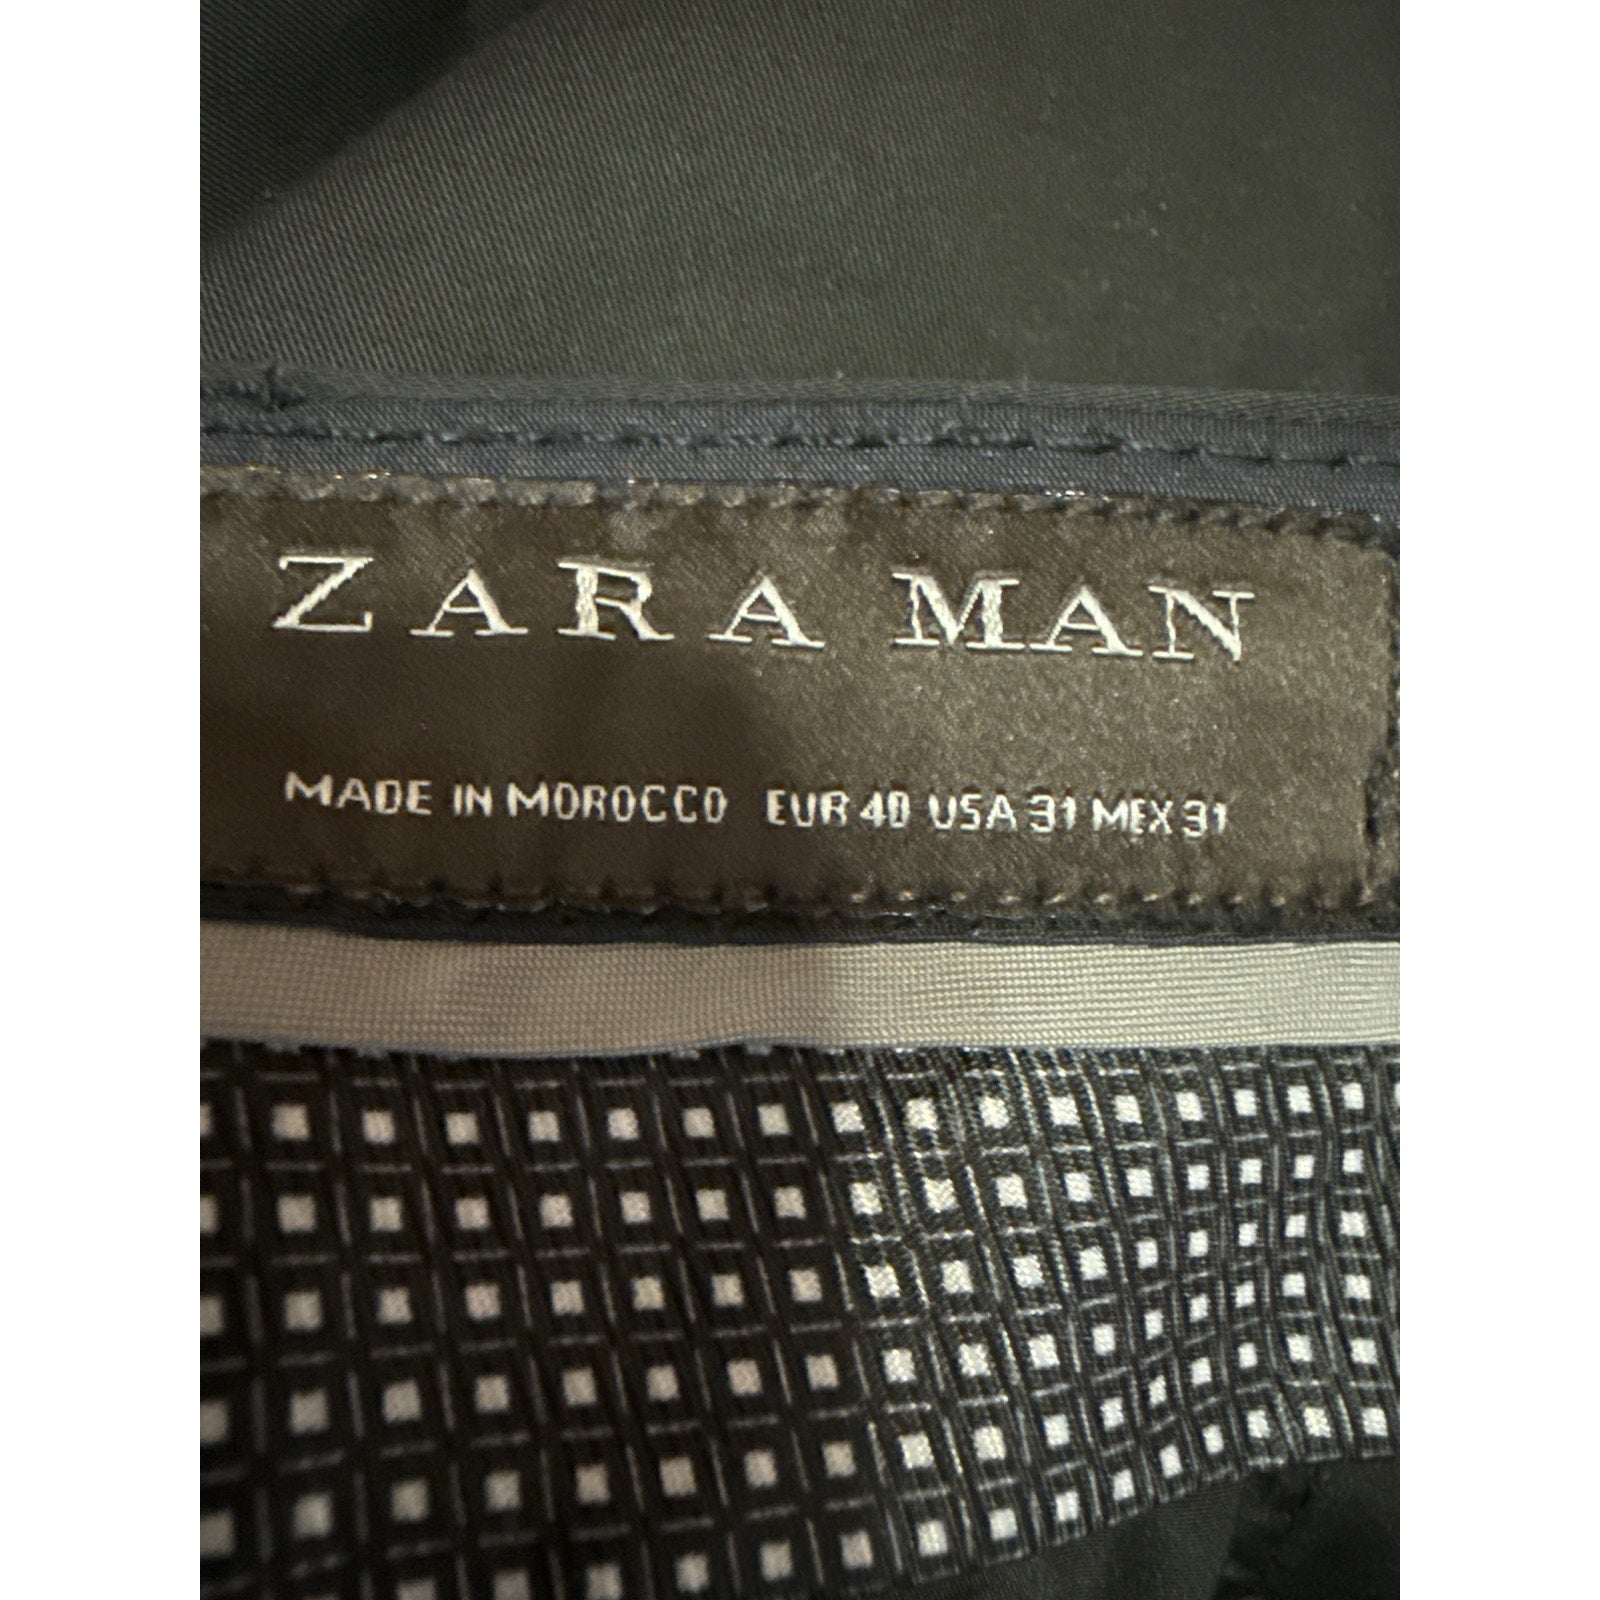 ZARA MAN
MADE IN MOROCCO EUR 40 USA 31 MEX 31